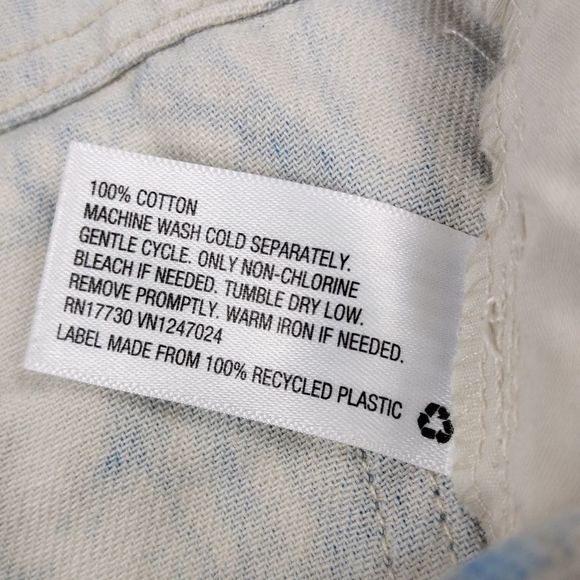 100% COTTON
MACHINE WASH COLD SEPARATELY.
GENTLE CYCLE. ONLY NON-CHLORINE
BLEACH IF NEEDED. TUMBLE DRY LOW.
REMOVE PROMPTLY. WARM IRON IF NEEDED.
RN17730 VN1247024
LABEL MADE FROM 100% RECYCLED PLASTIC